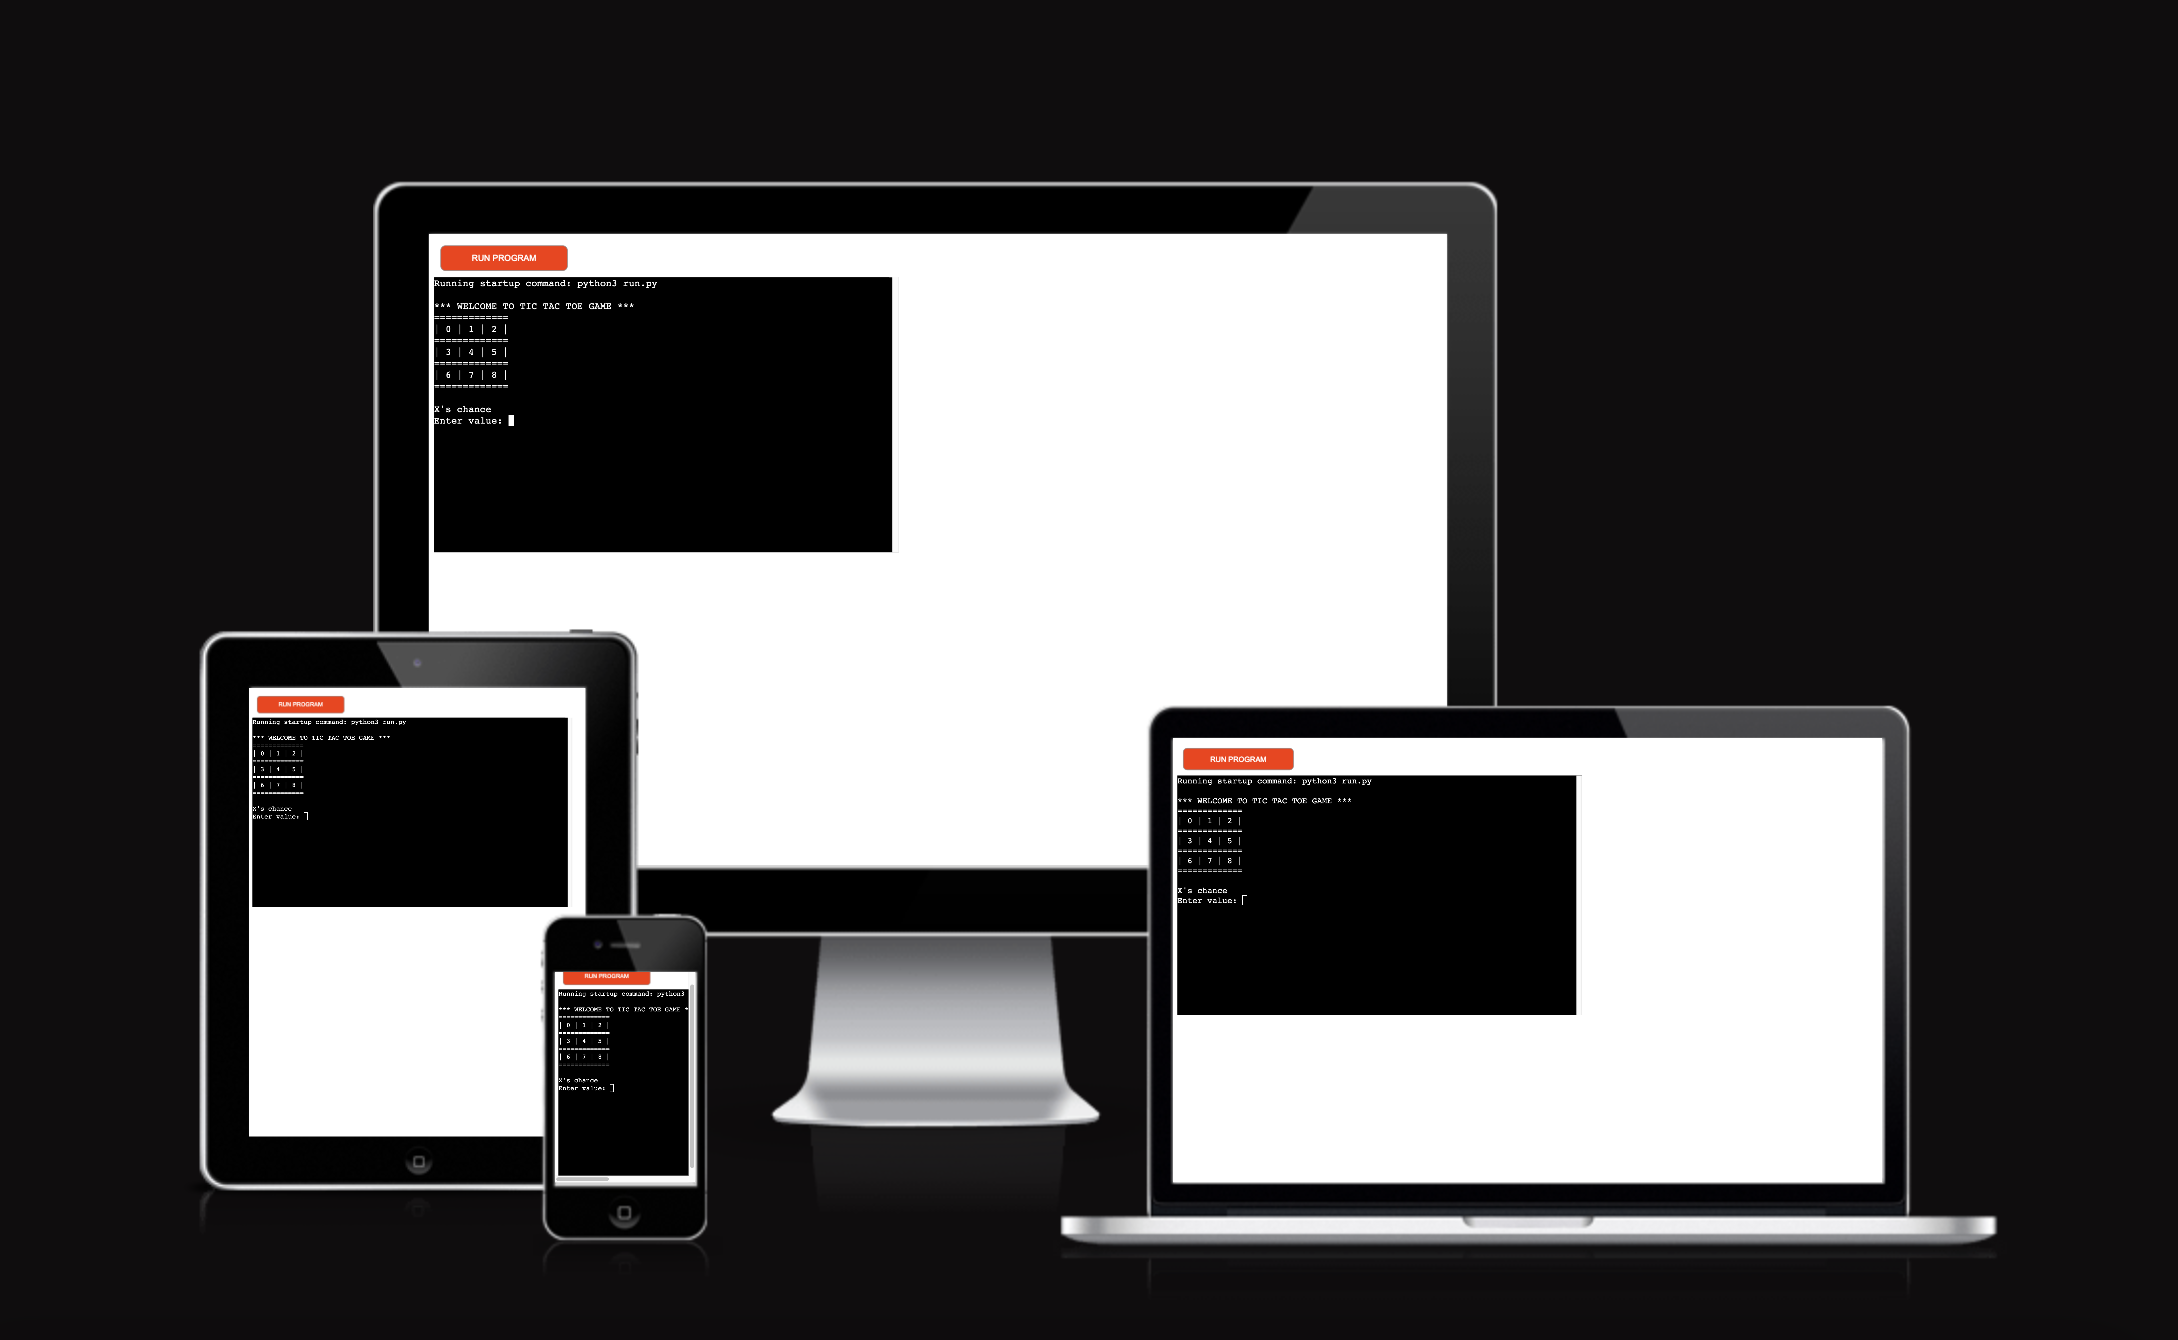 RUN PROGRAM
Running startup command: python3 run.py
*** WELCOME TO TIC TAC TOE GAME ***
=============
| 0 | 1 | 2 |
=============
| 3 | 4 | 5 |
=============
| 6 | 7 | 8 |
=============
X's chance
Enter value:
RUN PROGRAM
Running startup command: python3 run.py
*** WELCOME TO TIC TAC TOE GAME ***
=============
| 0 | 1   2 |
=============
| 3 | 4   5 |
=============
| 6 | 7   8 |
=============
X's chance
Enter value:
RUN PROGRAM
Running startup command: python3
*** WELCOME TO TIC TAC TOE GAME *
=============
| 0 | 1   2 |
=============
| 3 | 4   5 |
=============
| 6 | 7   8 |
=============
X's chance
Enter value:
RUN PROGRAM
Running startup command: python3 run.py
*** WELCOME TO TIC TAC TOE GAME ***
=============
| 0 | 1 | 2 |
=============
| 3 | 4 | 5 |
=============
| 6 | 7 | 8 |
=============
X's chance
Enter value: